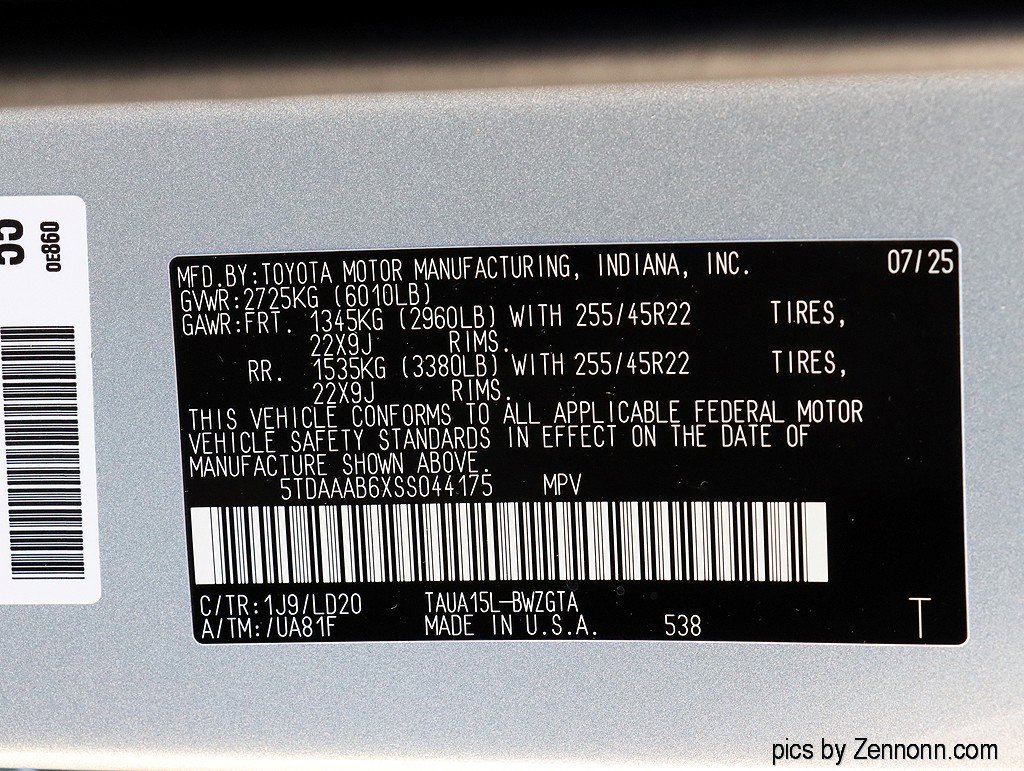 MFD.BY:TOYOTA MOTOR MANUFACTURING, INDIANA, INC. 07/25
GVWR:2725KG (6010LB)
GAWR:FRT. 1345KG (2960LB) WITH 255/45R22 TIRES,
22X9J RIMS.
RR. 1535KG (3380LB) WITH 255/45R22 TIRES,
22X9J RIMS.
THIS VEHICLE CONFORMS TO ALL APPLICABLE FEDERAL MOTOR
VEHICLE SAFETY STANDARDS IN EFFECT ON THE DATE OF
MANUFACTURE SHOWN ABOVE.
5TDAAAB6XSS044175 MPV
C/TR:1J9/LD20 TAUA15L-BWZGTA
A/TM:/UA81F MADE IN U.S.A. 538 T
0E860
pics by Zennonn.com